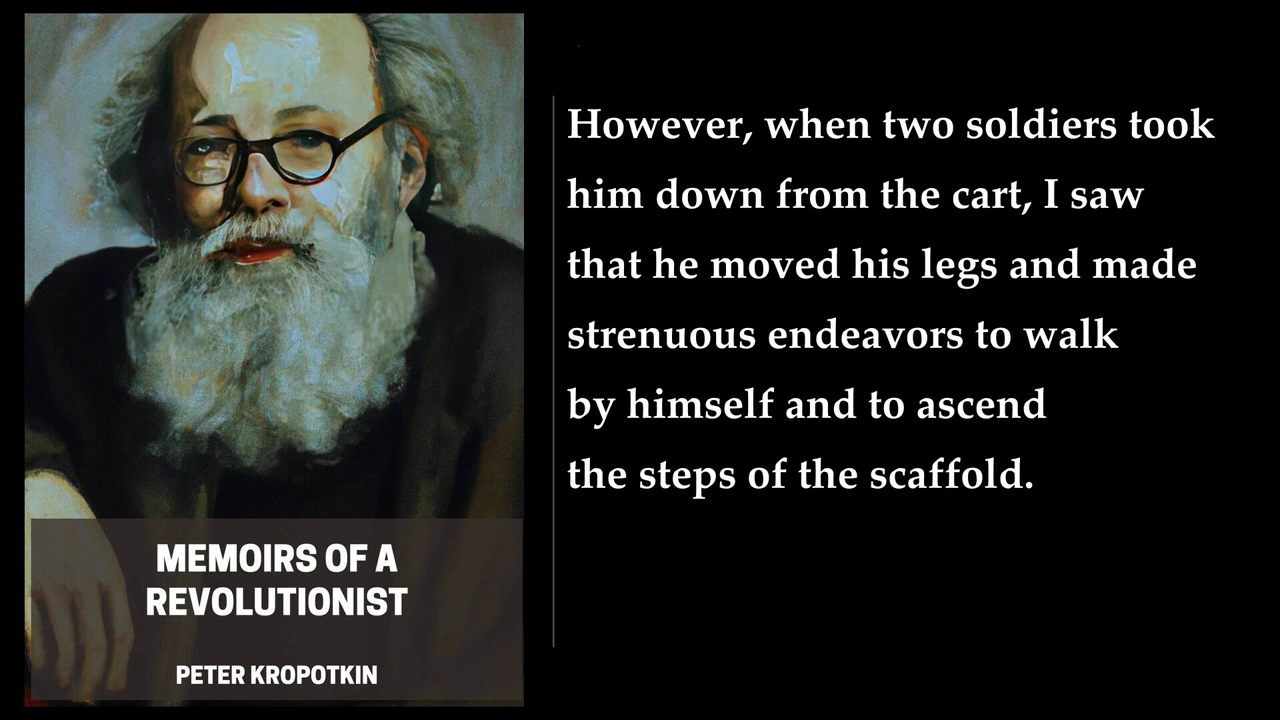 However, when two soldiers took
him down from the cart, I saw
that he moved his legs and made
strenuous endeavors to walk
by himself and to ascend
the steps of the scaffold.
MEMOIRS OF A
REVOLUTIONIST
PETER KROPOTKIN